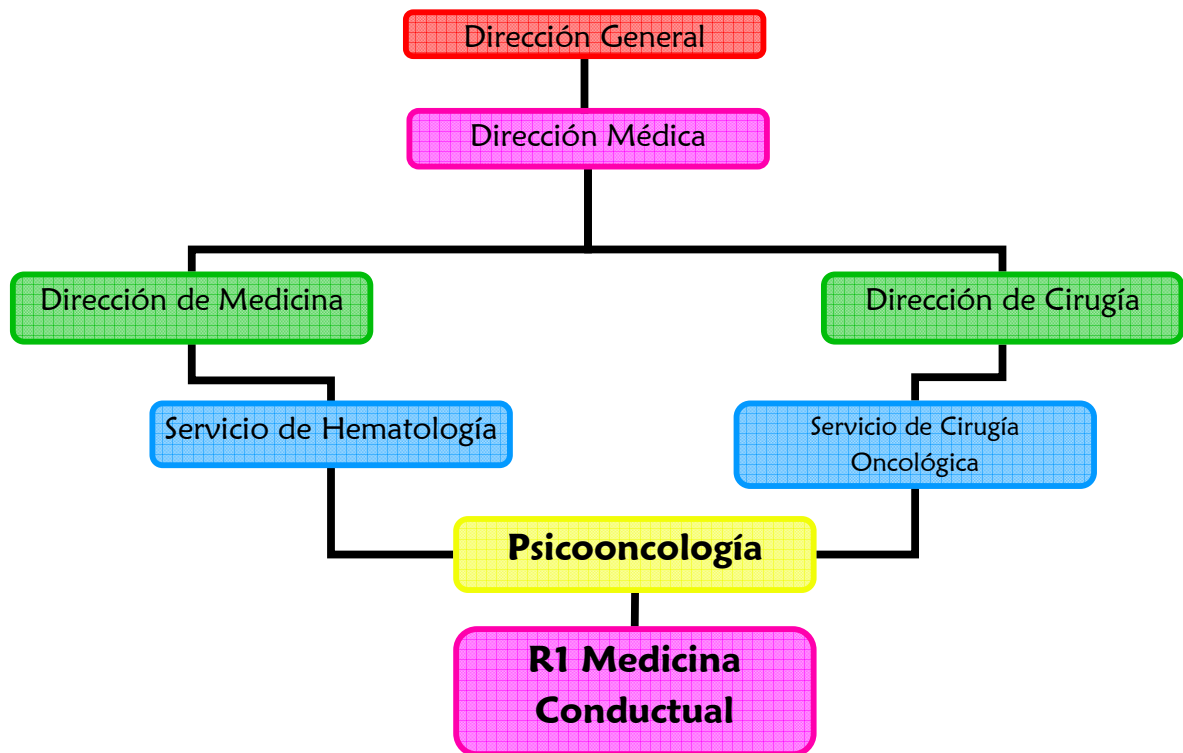 Dirección General
Dirección Médica
Dirección de Medicina
Dirección de Cirugía
Servicio de Hematología
Servicio de Cirugía
Oncológica
Psicooncología
R1 Medicina
Conductual